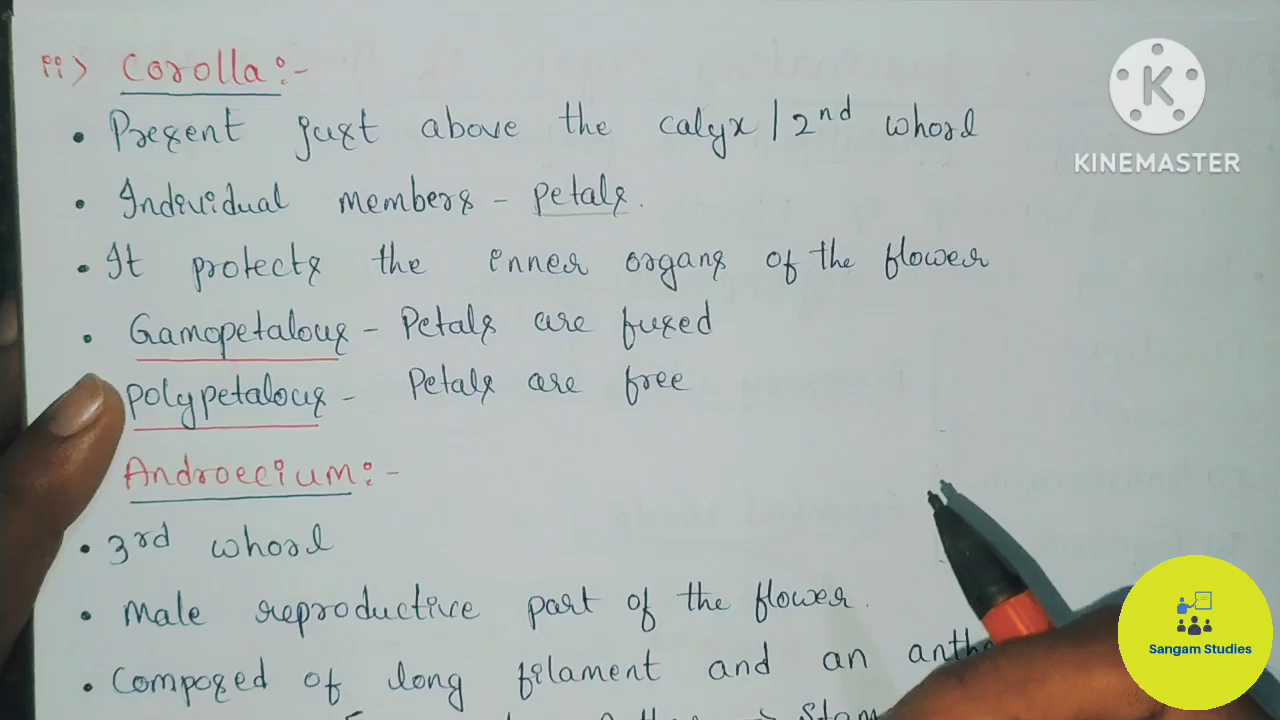 ii> Corolla:-
• Present just above the calyx / 2nd whorl
• Individual members - petals.
• It protects the inner organs of the flower
• Gamopetalous - Petals are fused
Polypetalous - Petals are free
Androecium:-
• 3rd whorl
• Male reproductive part of the flower.
• Composed of long filament and an anthe
K
KINEMASTER
Sangam Studies